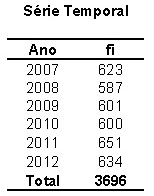 Série Temporal
Ano fi
2007 623
2008 587
2009 601
2010 600
2011 651
2012 634
Total 3696